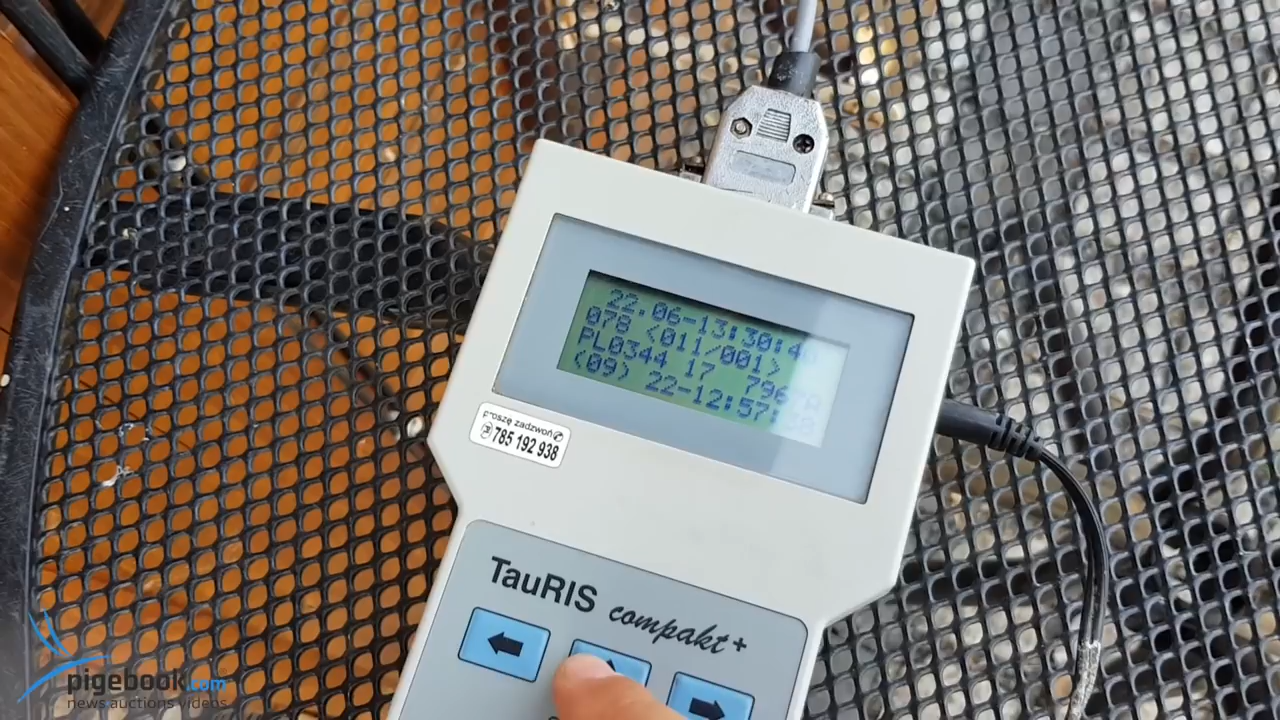 22.06-13:30:4
078 <011/001>
PL0344 17 796
(09) 22-12:57:
proszę zadzwoń
785 192 938
TauRIS compakt+
pigebook.com
news auctions videos